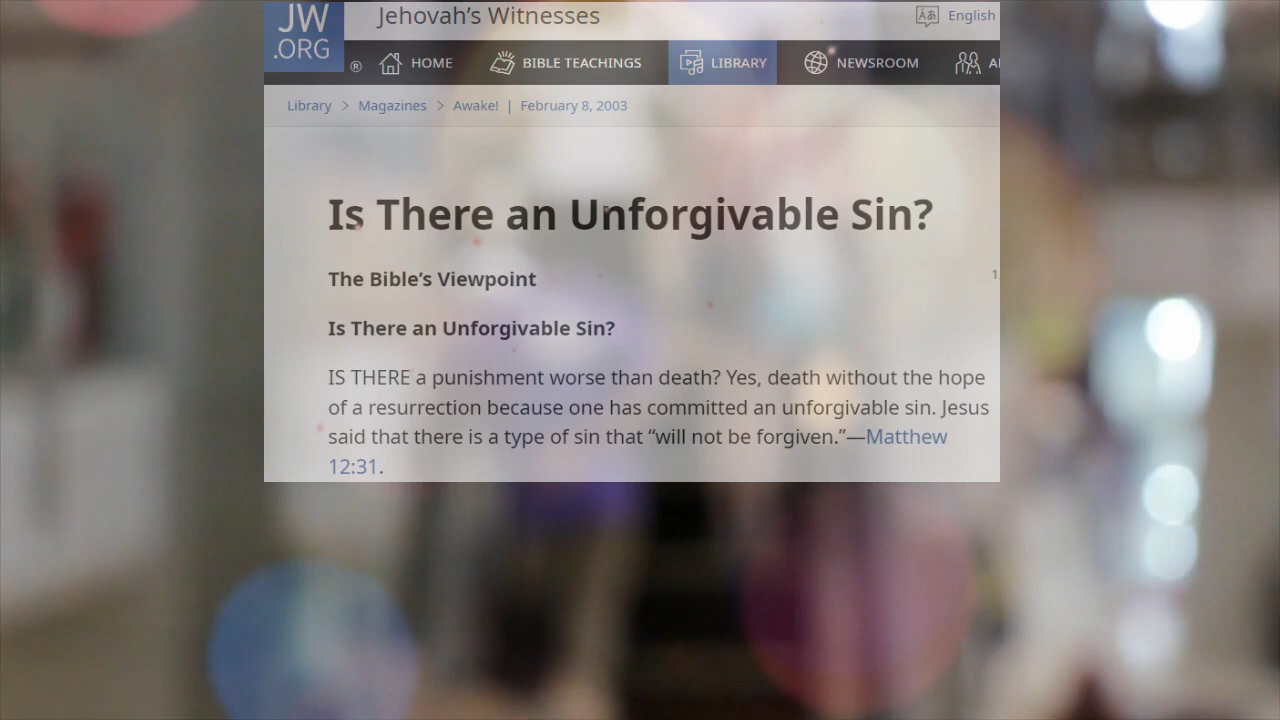 JW
.ORG
®
Jehovah's Witnesses
English
HOME
BIBLE TEACHINGS
LIBRARY
NEWSROOM
Library > Magazines > Awake! | February 8, 2003
Is There an Unforgivable Sin?
The Bible's Viewpoint
1
Is There an Unforgivable Sin?
IS THERE a punishment worse than death? Yes, death without the hope
of a resurrection because one has committed an unforgivable sin. Jesus
said that there is a type of sin that “will not be forgiven.”—Matthew
12:31.